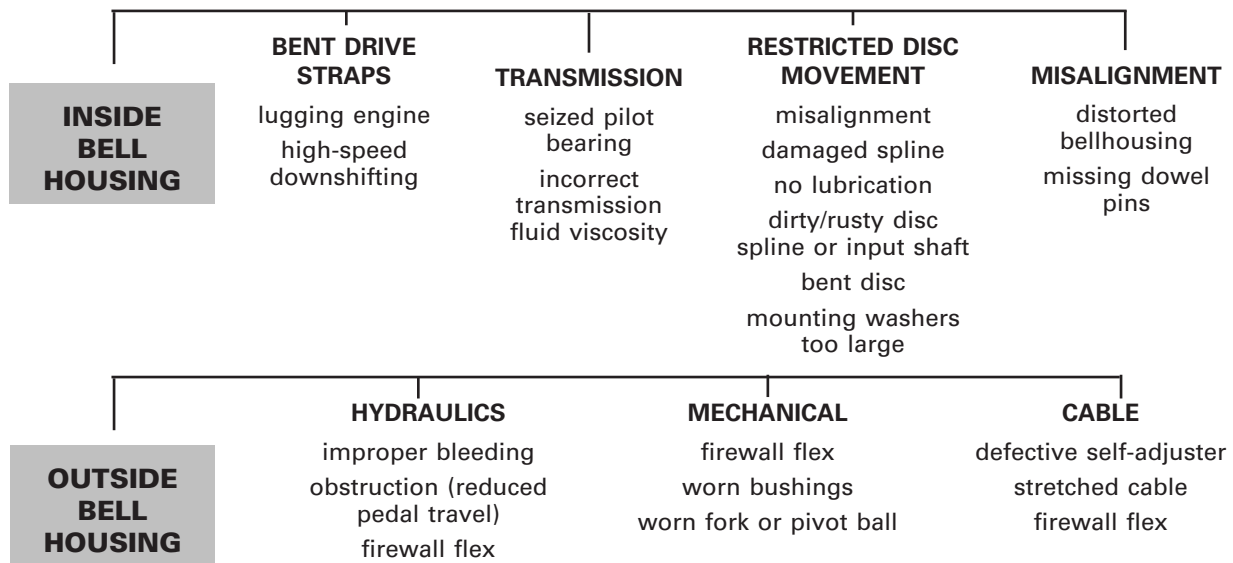 INSIDE
BELL
HOUSING
BENT DRIVE
STRAPS
lugging engine
high-speed
downshifting
TRANSMISSION
seized pilot
bearing
incorrect
transmission
fluid viscosity
RESTRICTED DISC
MOVEMENT
misalignment
damaged spline
no lubrication
dirty/rusty disc
spline or input shaft
bent disc
mounting washers
too large
MISALIGNMENT
distorted
bellhousing
missing dowel
pins
OUTSIDE
BELL
HOUSING
HYDRAULICS
improper bleeding
obstruction (reduced
pedal travel)
firewall flex
MECHANICAL
firewall flex
worn bushings
worn fork or pivot ball
CABLE
defective self-adjuster
stretched cable
firewall flex